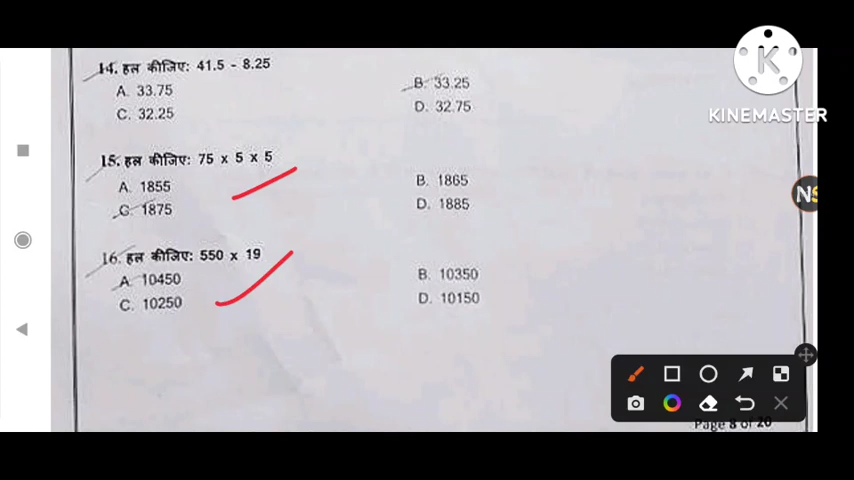 14. हल कीजिए: 41.5 - 8.25
A. 33.75
B. 33.25
C. 32.25
D. 32.75
15. हल कीजिए: 75 x 5 x 5
A. 1855
B. 1865
C. 1875
D. 1885
16. हल कीजिए: 550 x 19
A. 10450
B. 10350
C. 10250
D. 10150
Page 8 of 20
KINEMASTER
K
NS